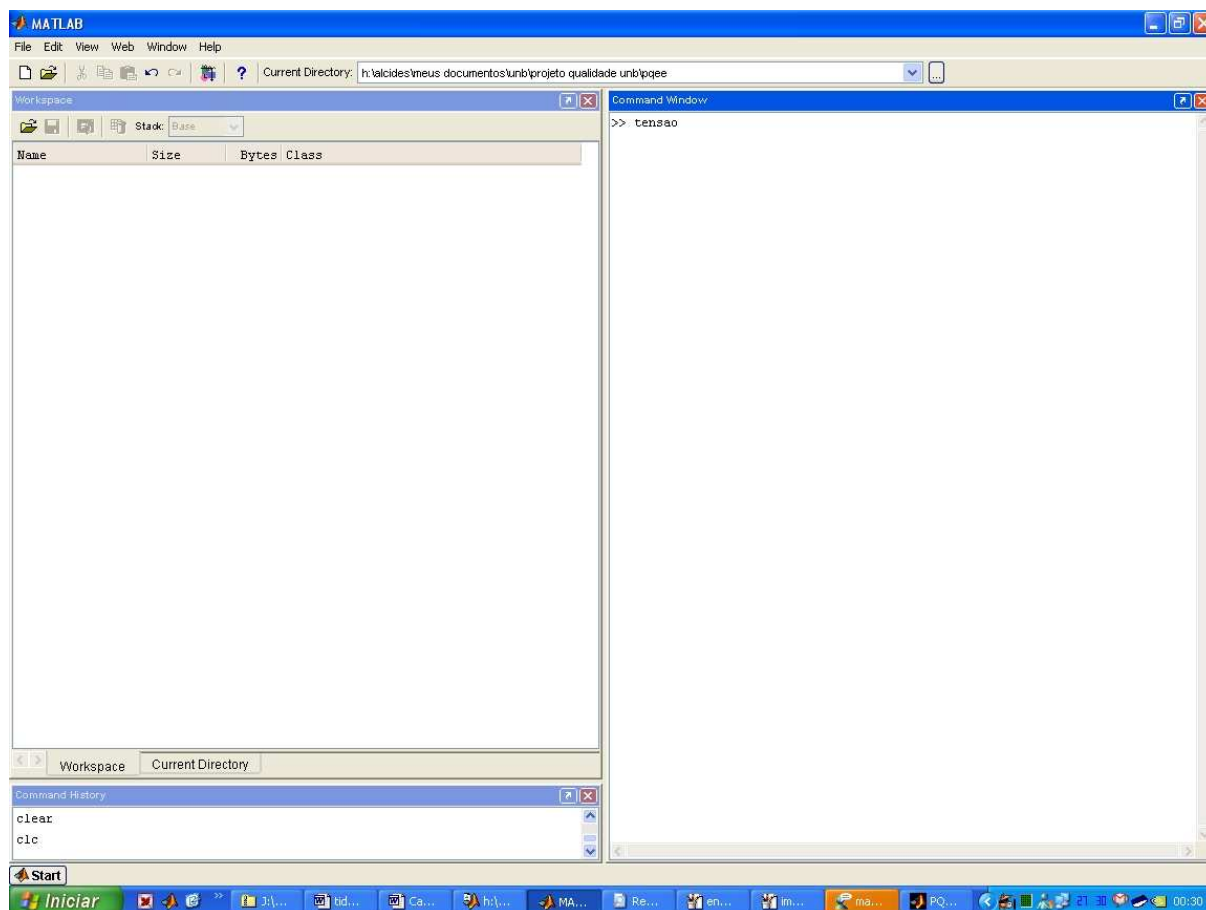 MATLAB
File Edit View Web Window Help
? Current Directory: h:\alcides\meus documentos\unb\projeto qualidade unb\pqee ...
Workspace
Stack: Base
Name Size Bytes Class
Workspace Current Directory
Command History
clear
clc
Command Window
>> tensao
Start
Iniciar » J:\... tid... Ca... h:\... MA... Re... en... im... ma... PQ... 00:30